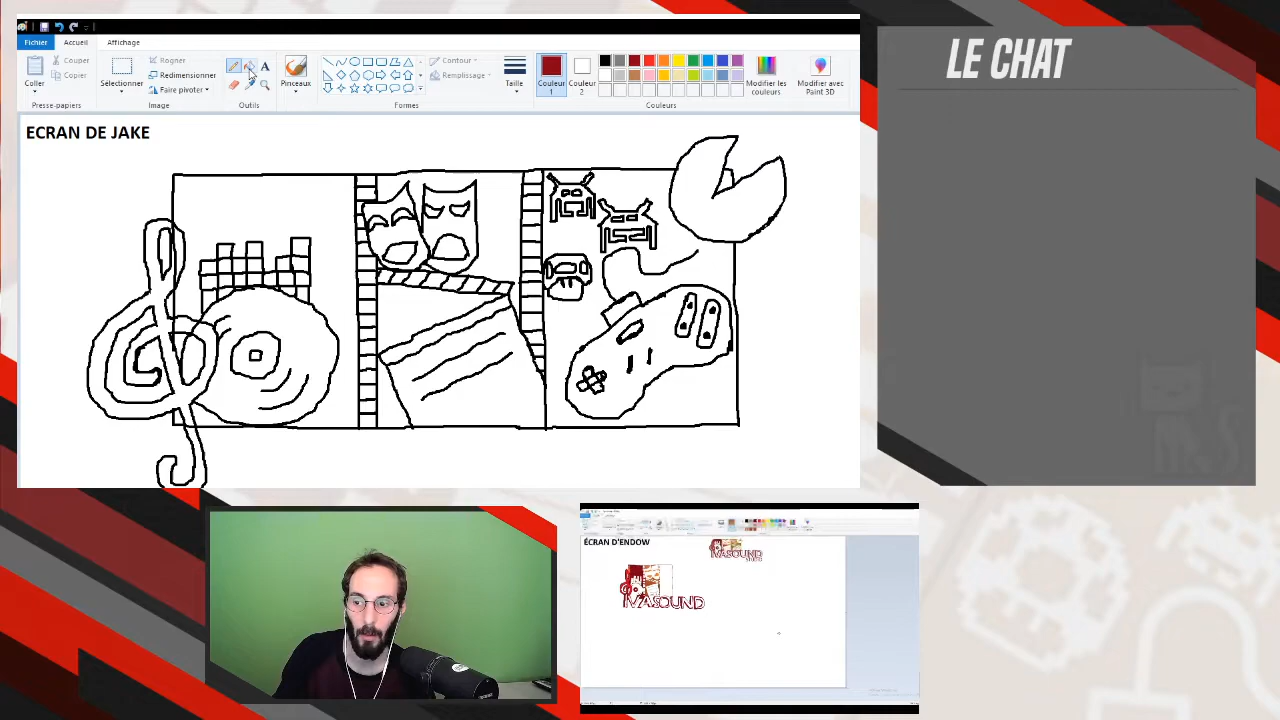 LE CHAT
Fichier Accueil Affichage
Coller
Couper
Copier
Presse-papiers
Sélectionner
Rogner
Redimensionner
Faire pivoter
Image
A
Outils
Pinceaux
Contour
Remplissage
Formes
Taille
Couleur 1
Couleur 2
Modifier les couleurs
Couleurs
Modifier avec Paint 3D
ECRAN DE JAKE
ÉCRAN D'ENDOW
IVASOUND
IVASOUND